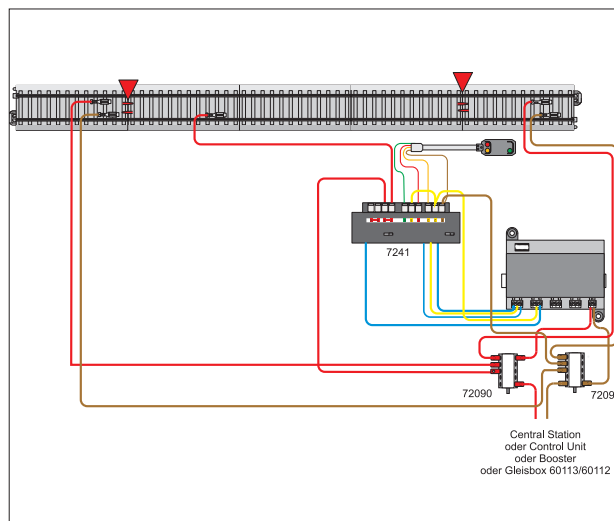 7241
72090
7209
Central Station
oder Control Unit
oder Booster
oder Gleisbox 60113/60112